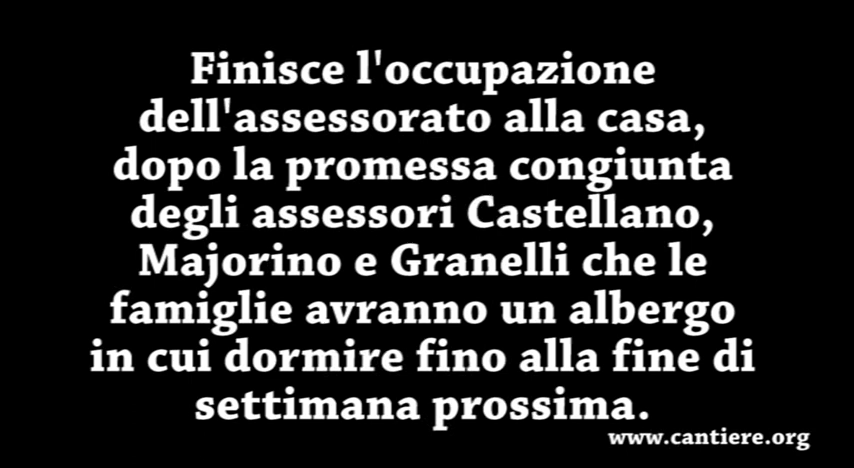 Finisce l'occupazione
dell'assessorato alla casa,
dopo la promessa congiunta
degli assessori Castellano,
Majorino e Granelli che le
famiglie avranno un albergo
in cui dormire fino alla fine di
settimana prossima.
www.cantiere.org